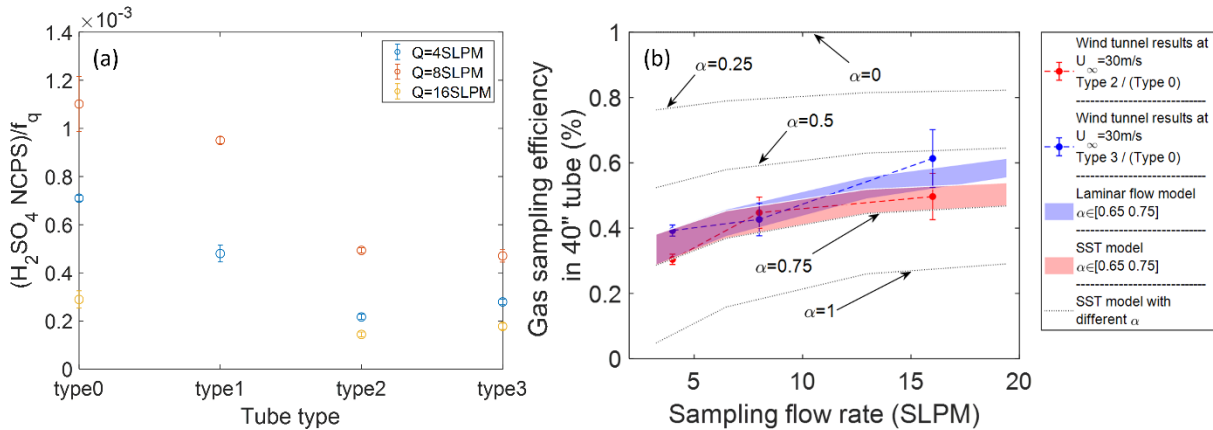 ×10⁻³
1.4
1.2
1
0.8
0.6
0.4
0.2
0
(a)
Q=4SLPM
Q=8SLPM
Q=16SLPM
(H₂SO₄ NCPS)/f_q
type0 type1 type2 type3
Tube type
1
0.8
0.6
0.4
0.2
0
(b)
α=0.25
α=0
α=0.5
α=0.75
α=1
Gas sampling efficiency
in 40" tube (%)
5 10 15 20
Sampling flow rate (SLPM)
Wind tunnel results at
U∞=30m/s
Type 2 / (Type 0)
Wind tunnel results at
U∞=30m/s
Type 3 / (Type 0)
Laminar flow model
α∈[0.65 0.75]
SST model
α∈[0.65 0.75]
SST model with
different α